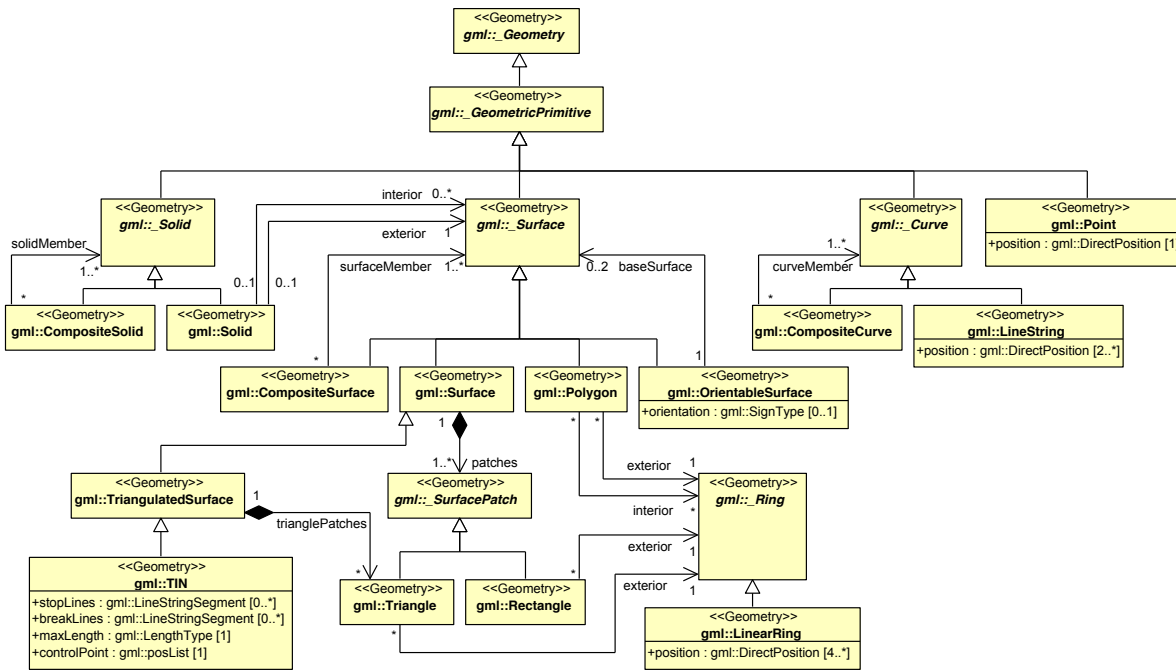 <<Geometry>>
gml::_Geometry
<<Geometry>>
gml::_GeometricPrimitive
<<Geometry>>
gml::_Solid
interior 0..*
exterior 1
<<Geometry>>
gml::_Surface
<<Geometry>>
gml::_Curve
<<Geometry>>
gml::Point
+position : gml::DirectPosition [1
solidMember
1..*
*
0..1
0..1
surfaceMember
1..*
0..2
baseSurface
1..*
curveMember
*
<<Geometry>>
gml::CompositeSolid
<<Geometry>>
gml::Solid
<<Geometry>>
gml::CompositeCurve
<<Geometry>>
gml::LineString
+position : gml::DirectPosition [2..*]
*
1
<<Geometry>>
gml::CompositeSurface
<<Geometry>>
gml::Surface
<<Geometry>>
gml::Polygon
<<Geometry>>
gml::OrientableSurface
+orientation : gml::SignType [0..1]
1
*
*
1..*
patches
exterior
1
interior
*
<<Geometry>>
gml::TriangulatedSurface
1
trianglePatches
*
<<Geometry>>
gml::_SurfacePatch
<<Geometry>>
gml::_Ring
exterior
1
*
exterior
1
*
<<Geometry>>
gml::TIN
+stopLines : gml::LineStringSegment [0..*]
+breakLines : gml::LineStringSegment [0..*]
+maxLength : gml::LengthType [1]
+controlPoint : gml::posList [1]
<<Geometry>>
gml::Triangle
<<Geometry>>
gml::Rectangle
<<Geometry>>
gml::LinearRing
+position : gml::DirectPosition [4..*]